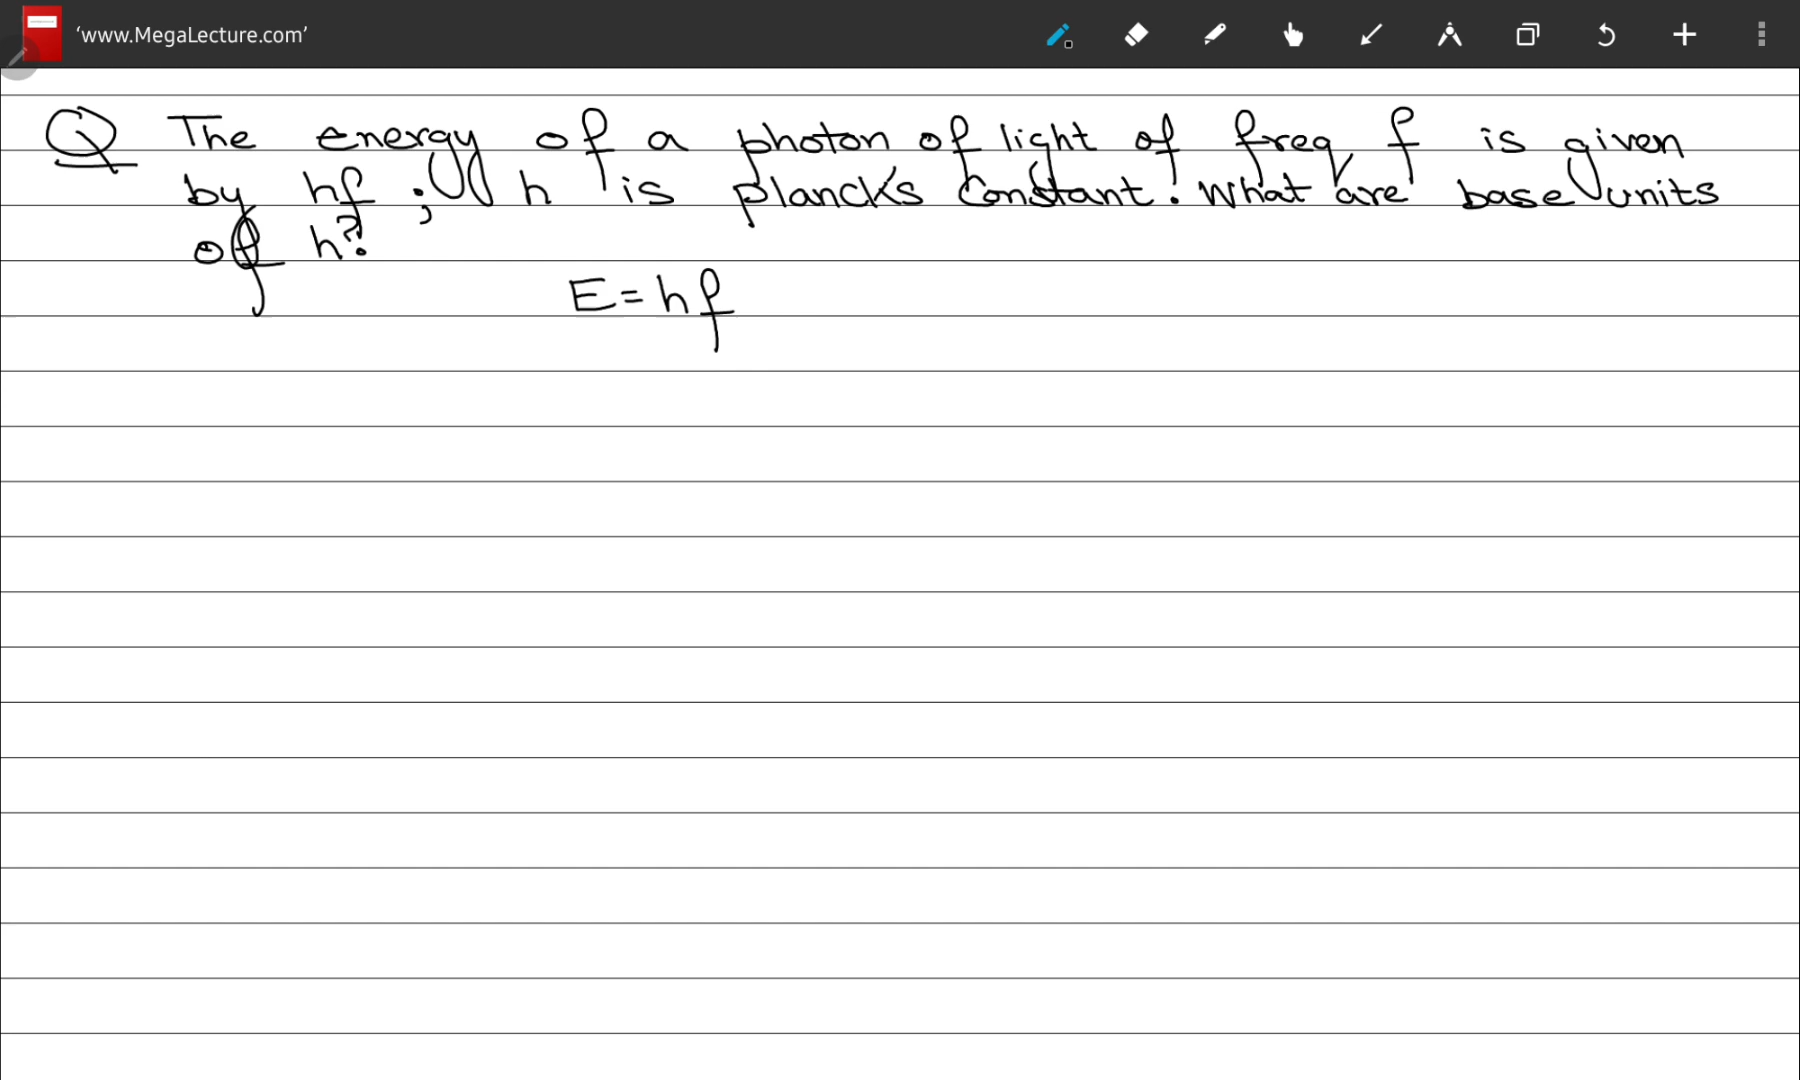 ‘www.MegaLecture.com’
Q The energy of a photon of light of freq f is given
by hf ; h is planck's Constant. What are base units
of h?
E = hf